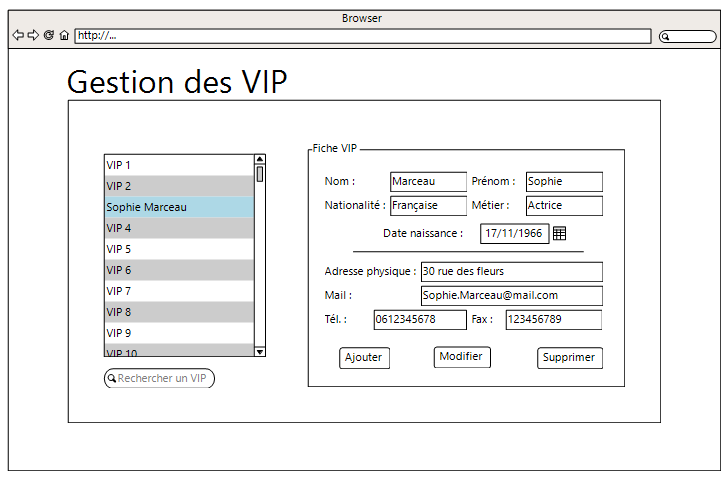 Browser
http://...
Gestion des VIP
VIP 1
VIP 2
Sophie Marceau
VIP 4
VIP 5
VIP 6
VIP 7
VIP 8
VIP 9
VIP 10
Rechercher un VIP
Fiche VIP
Nom : Marceau Prénom : Sophie
Nationalité : Française Métier : Actrice
Date naissance : 17/11/1966
Adresse physique : 30 rue des fleurs
Mail : Sophie.Marceau@mail.com
Tél. : 0612345678 Fax : 123456789
Ajouter Modifier Supprimer